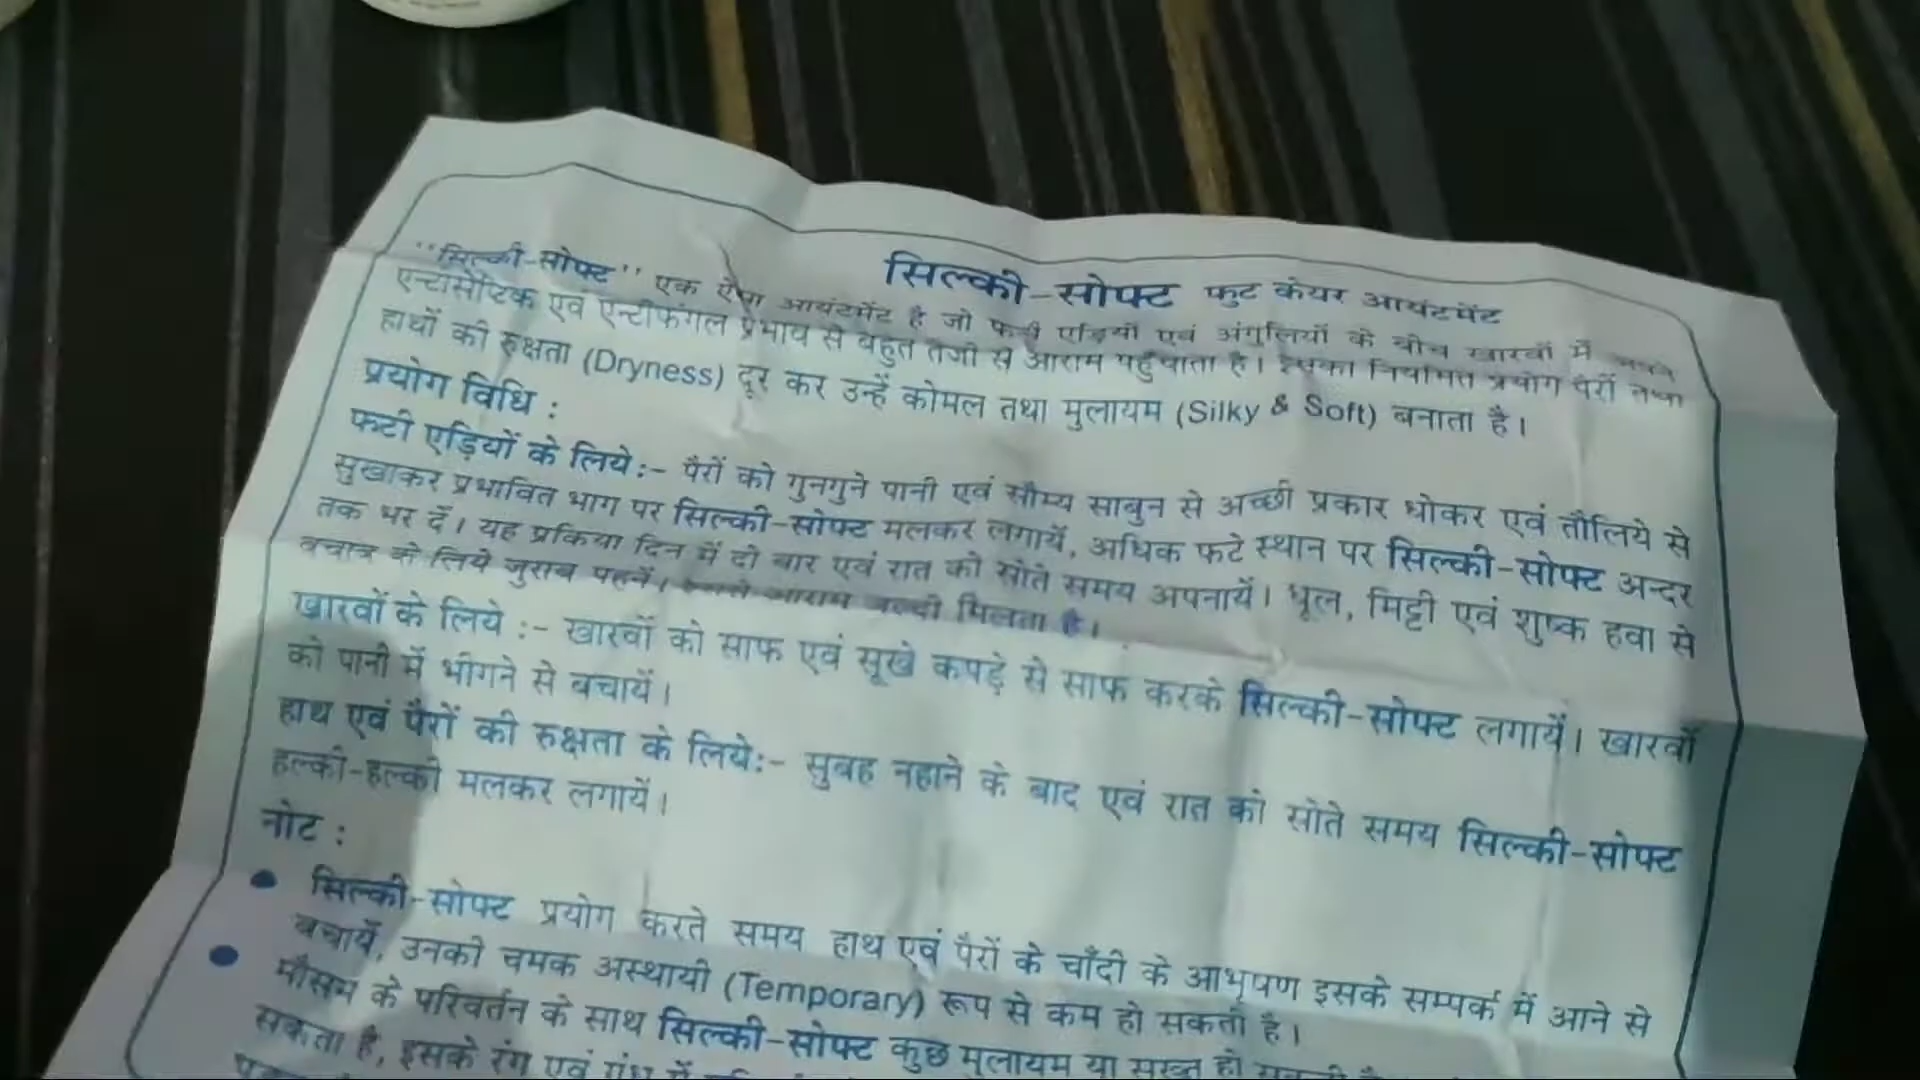 सिल्की-सोफ्ट फुट केयर आयंटमेंट
"सिल्की-सोफ्ट" एक ऐसा आयंटमेंट है जो फटी एड़ियों एवं अंगुलियों के बीच खारवों में अपने
एन्टीसेप्टिक एवं एन्टीफंगल प्रभाव से बहुत तेजी से आराम पहुँचाता है। इसका नियमित प्रयोग पैरों तथा
हाथों की रुक्षता (Dryness) दूर कर उन्हें कोमल तथा मुलायम (Silky & Soft) बनाता है।
प्रयोग विधि :
फटी एड़ियों के लिये:- पैरों को गुनगुने पानी एवं सौम्य साबुन से अच्छी प्रकार धोकर एवं तौलिये से
सुखाकर प्रभावित भाग पर सिल्की-सोफ्ट मलकर लगायें, अधिक फटे स्थान पर सिल्की-सोफ्ट अन्दर
तक भर दें। यह प्रकिया दिन में दो बार एवं रात को सोते समय अपनायें। धूल, मिट्टी एवं शुष्क हवा से
बचाव के लिये जुराब पहनें। इससे आराम जल्दी मिलता है।
खारवों के लिये :- खारवों को साफ एवं सूखे कपड़े से साफ करके सिल्की-सोफ्ट लगायें। खारवों
को पानी में भीगने से बचायें।
हाथ एवं पैरों की रुक्षता के लिये:- सुबह नहाने के बाद एवं रात को सोते समय सिल्की-सोफ्ट
हल्की-हल्की मलकर लगायें।
नोट :
● सिल्की-सोफ्ट प्रयोग करते समय हाथ एवं पैरों के चाँदी के आभूषण इसके सम्पर्क में आने से
बचायें, उनकी चमक अस्थायी (Temporary) रूप से कम हो सकती है।
● मौसम के परिवर्तन के साथ सिल्की-सोफ्ट कुछ मुलायम या सख्त हो
सकता है, इसके रंग एवं गंध में